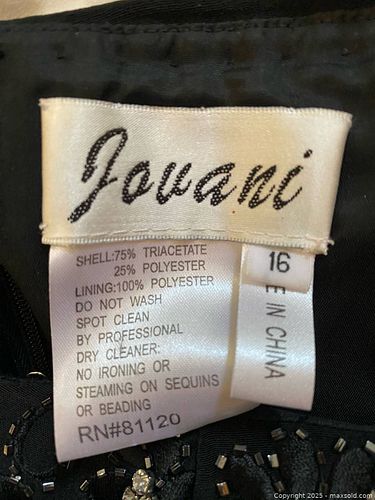 Jovani
SHELL:75% TRIACETATE
25% POLYESTER
LINING:100% POLYESTER
DO NOT WASH
SPOT CLEAN
BY PROFESSIONAL
DRY CLEANER:
NO IRONING OR
STEAMING ON SEQUINS
OR BEADING
RN#81120
16
E IN CHINA
Copyright © 2025 - maxsold.com